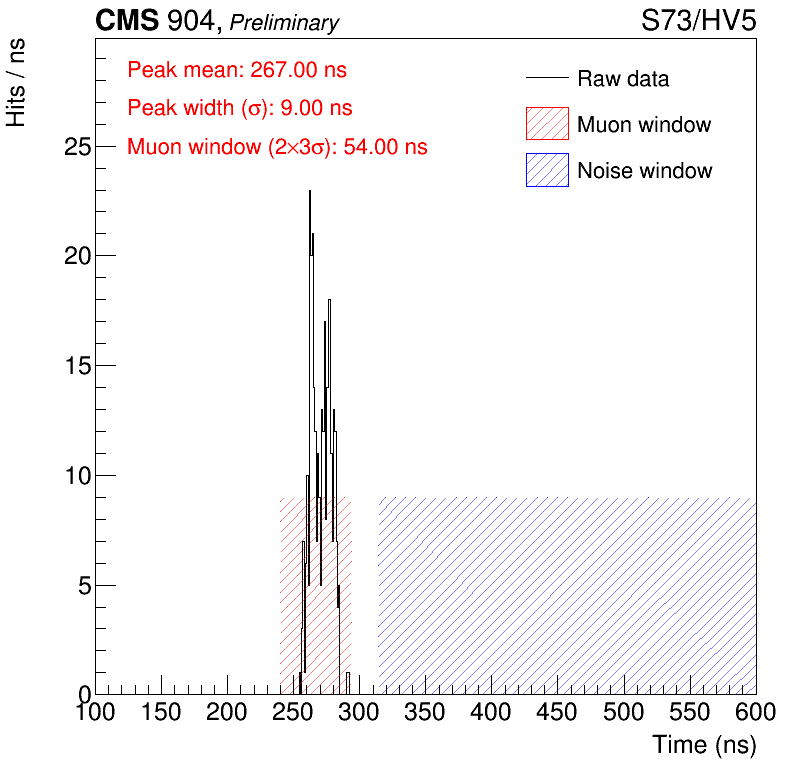 CMS 904, Preliminary S73/HV5
Hits / ns
Peak mean: 267.00 ns
Peak width (σ): 9.00 ns
Muon window (2×3σ): 54.00 ns
Raw data
Muon window
Noise window
25
20
15
10
5
0
100 150 200 250 300 350 400 450 500 550 600
Time (ns)